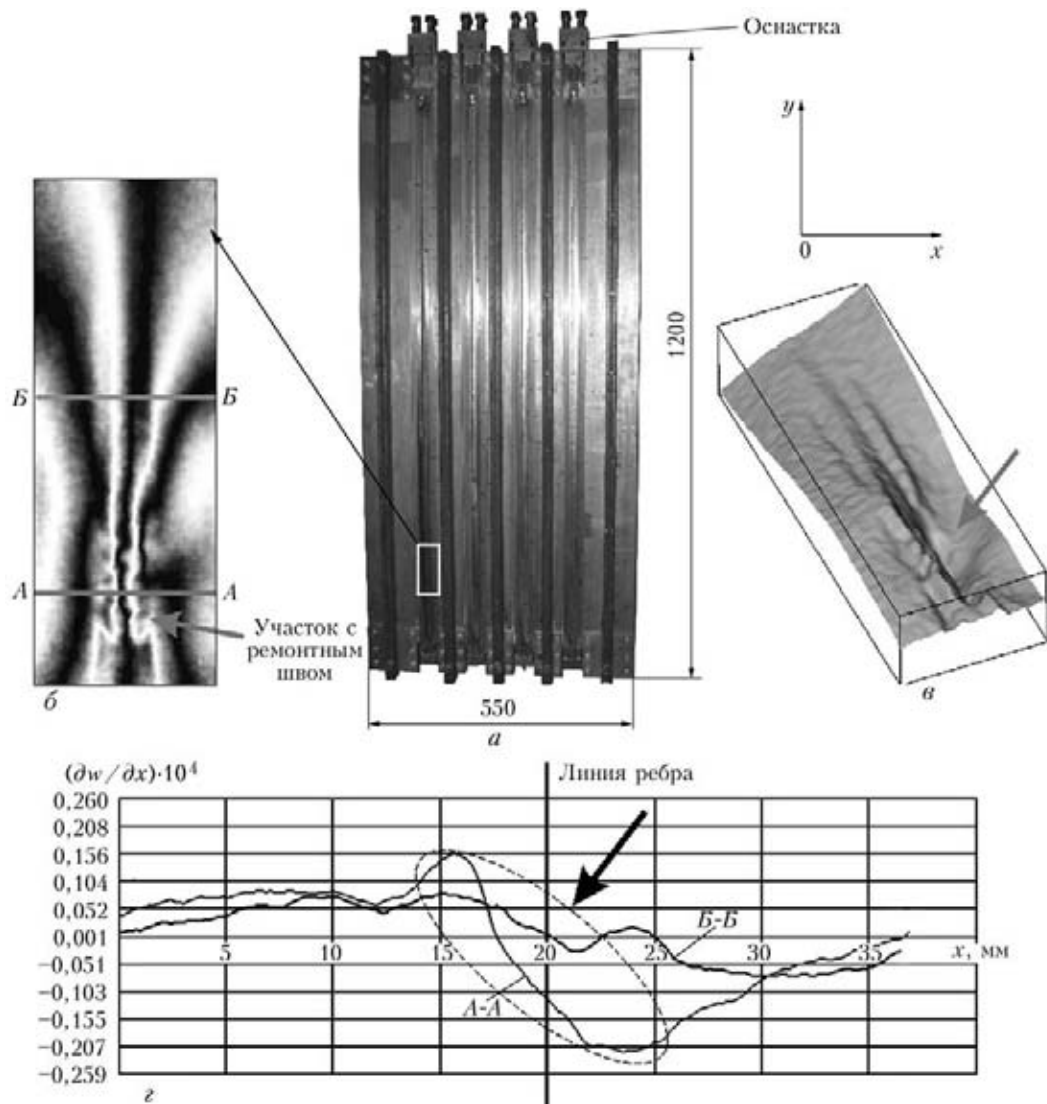 Оснастка
y
0
x
1200
Б
Б
А
А
Участок с
ремонтным
швом
б
в
550
а
(∂w/∂x)·10⁴
Линия ребра
0,260
0,208
0,156
0,104
0,052
0,001
−0,051
−0,103
−0,155
−0,207
−0,259
Б-Б
5 10 15 20 25 30 35 x, мм
А-А
г